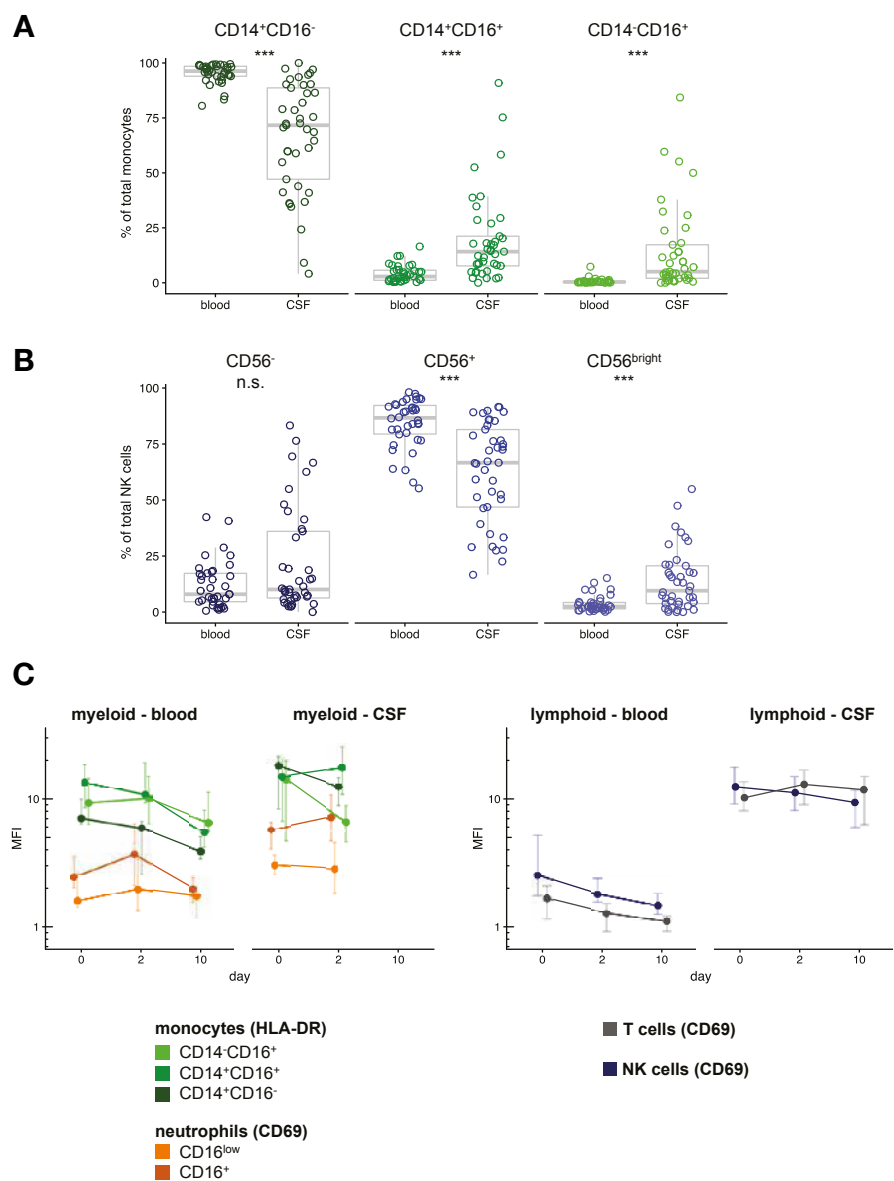 A
CD14⁺CD16⁻ CD14⁺CD16⁺ CD14⁻CD16⁺
*** *** ***
% of total monocytes
100
75
50
25
0
blood CSF blood CSF blood CSF
B
CD56⁻ CD56⁺ CD56ᵇʳⁱᵍʰᵗ
n.s. *** ***
% of total NK cells
100
75
50
25
0
blood CSF blood CSF blood CSF
C
myeloid - blood myeloid - CSF lymphoid - blood lymphoid - CSF
MFI
10
1
MFI
10
1
0 2 10 0 2 10 0 2 10 0 2 10
day day
monocytes (HLA-DR)
CD14⁻CD16⁺
CD14⁺CD16⁺
CD14⁺CD16⁻
neutrophils (CD69)
CD16ˡᵒʷ
CD16⁺
T cells (CD69)
NK cells (CD69)